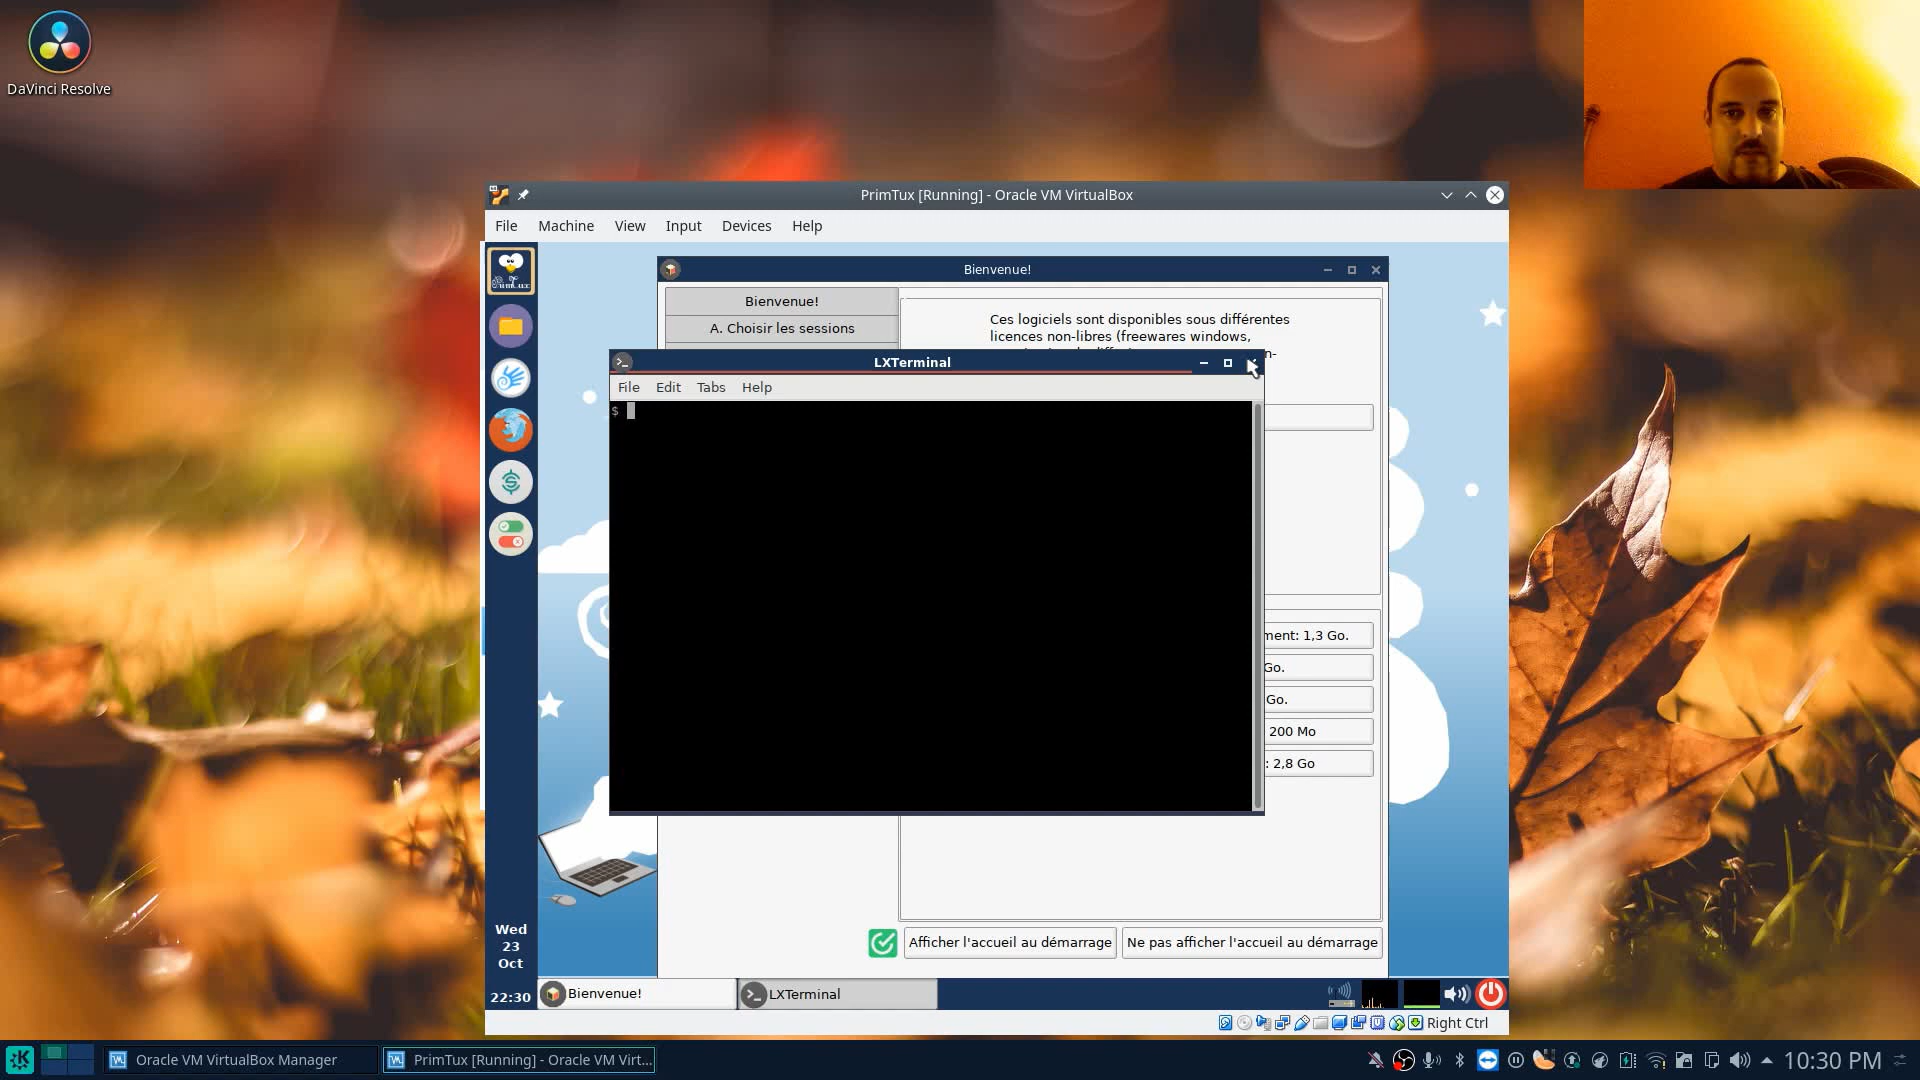 DaVinci Resolve
PrimTux [Running] - Oracle VM VirtualBox
File Machine View Input Devices Help
Bienvenue!
Bienvenue!
A. Choisir les sessions
Ces logiciels sont disponibles sous différentes
licences non-libres (freewares windows,
n-
LXTerminal
File Edit Tabs Help
$
ment: 1,3 Go.
Go.
Go.
200 Mo
: 2,8 Go
Afficher l'accueil au démarrage
Ne pas afficher l'accueil au démarrage
Wed
23
Oct
22:30
Bienvenue!
LXTerminal
Right Ctrl
Oracle VM VirtualBox Manager
PrimTux [Running] - Oracle VM Virt...
10:30 PM